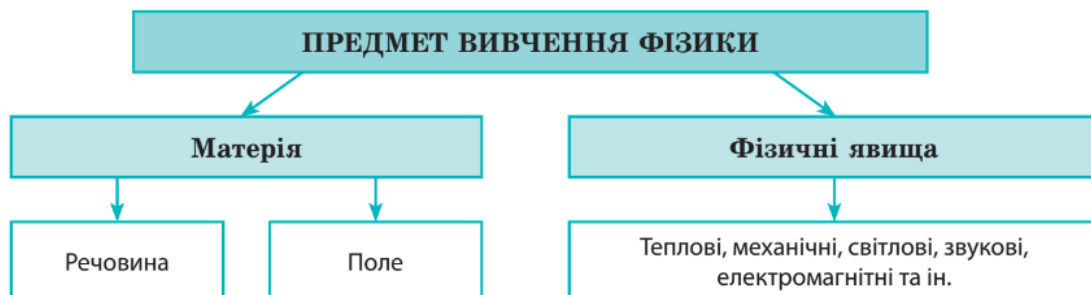 ПРЕДМЕТ ВИВЧЕННЯ ФІЗИКИ
Матерія
Фізичні явища
Речовина
Поле
Теплові, механічні, світлові, звукові,
електромагнітні та ін.